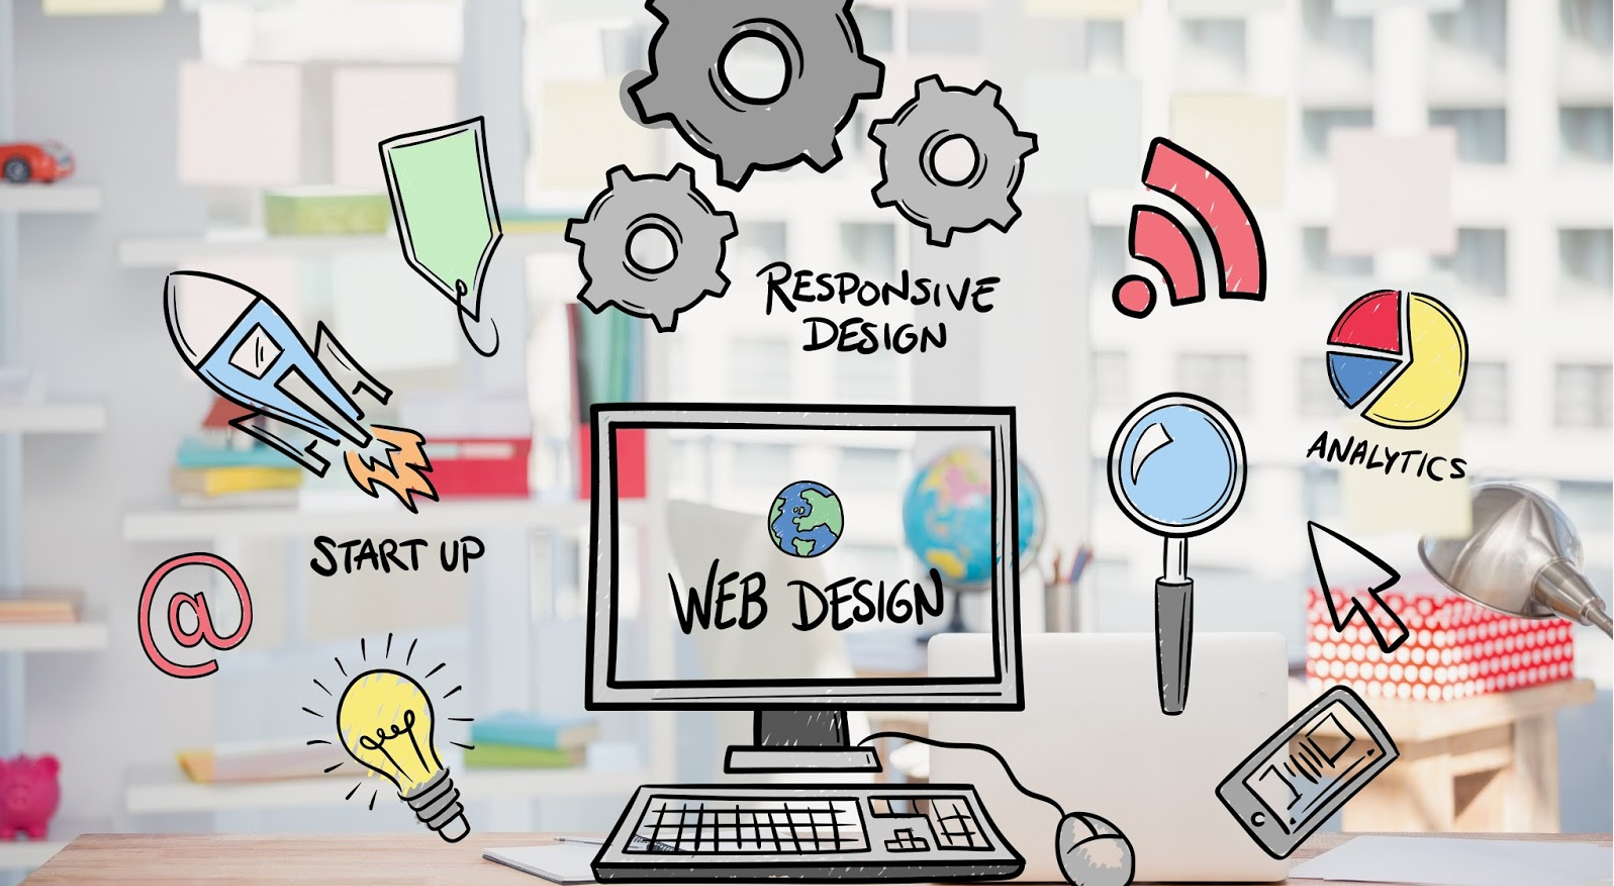 RESPONSIVE
DESIGN
ANALYTICS
START UP
@
WEB DESIGN